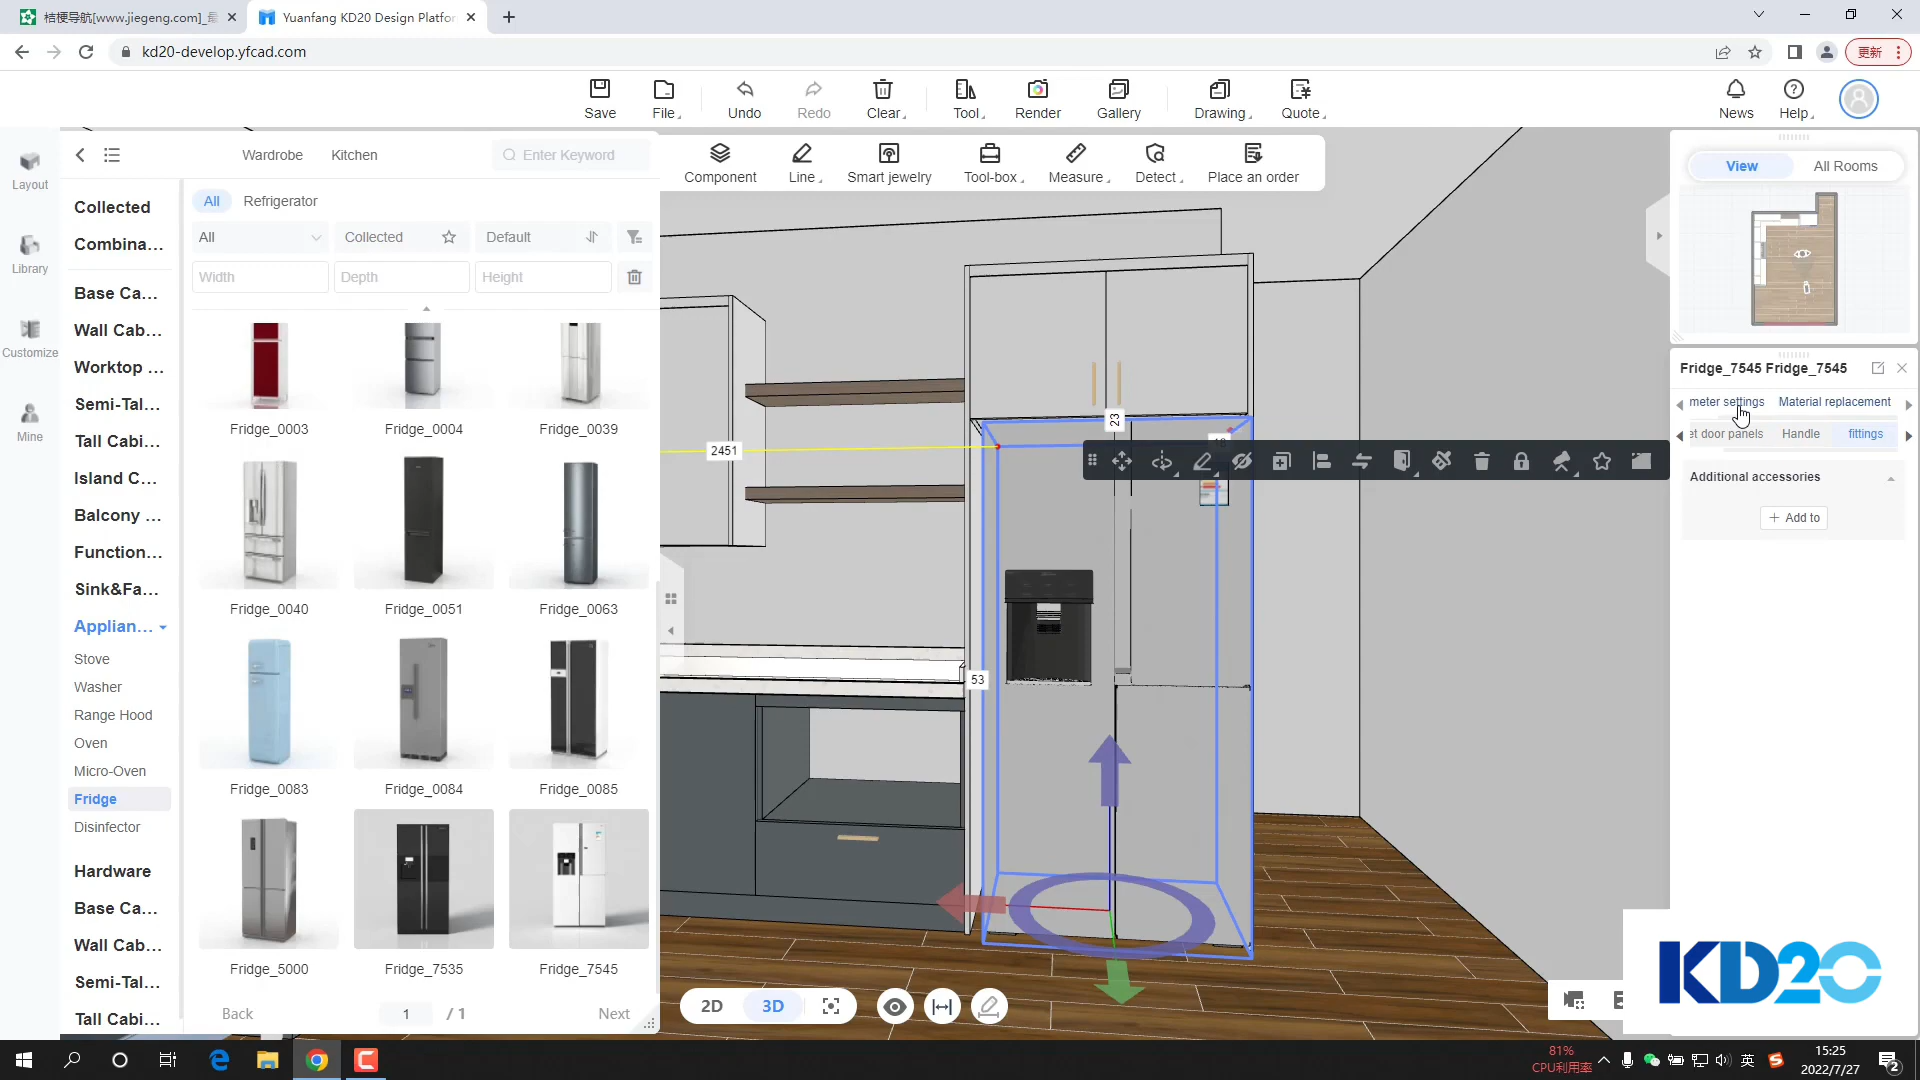 桔梗导航[www.jiegeng.com]_最
Yuanfang KD20 Design Platfor
kd20-develop.yfcad.com
更新
Save
File
Undo
Redo
Clear
Tool
Render
Gallery
Drawing
Quote
News
Help
Layout
Library
Customize
Mine
Wardrobe
Kitchen
Enter Keyword
Component
Line
Smart jewelry
Tool-box
Measure
Detect
Place an order
View
All Rooms
Collected
Combina...
Base Ca...
Wall Cab...
Worktop ...
Semi-Tal...
Tall Cabi...
Island C...
Balcony ...
Function...
Sink&Fa...
Applian...
Stove
Washer
Range Hood
Oven
Micro-Oven
Fridge
Disinfector
Hardware
Base Ca...
Wall Cab...
Semi-Tal...
Tall Cabi...
All
Refrigerator
All
Collected
Default
Width
Depth
Height
Fridge_0003
Fridge_0004
Fridge_0039
Fridge_0040
Fridge_0051
Fridge_0063
Fridge_0083
Fridge_0084
Fridge_0085
Fridge_5000
Fridge_7535
Fridge_7545
Back
1
/ 1
Next
2451
23
53
2D
3D
Fridge_7545 Fridge_7545
meter settings
Material replacement
et door panels
Handle
fittings
Additional accessories
+ Add to
KD20
81%
CPU利用率
英
15:25
2022/7/27
2